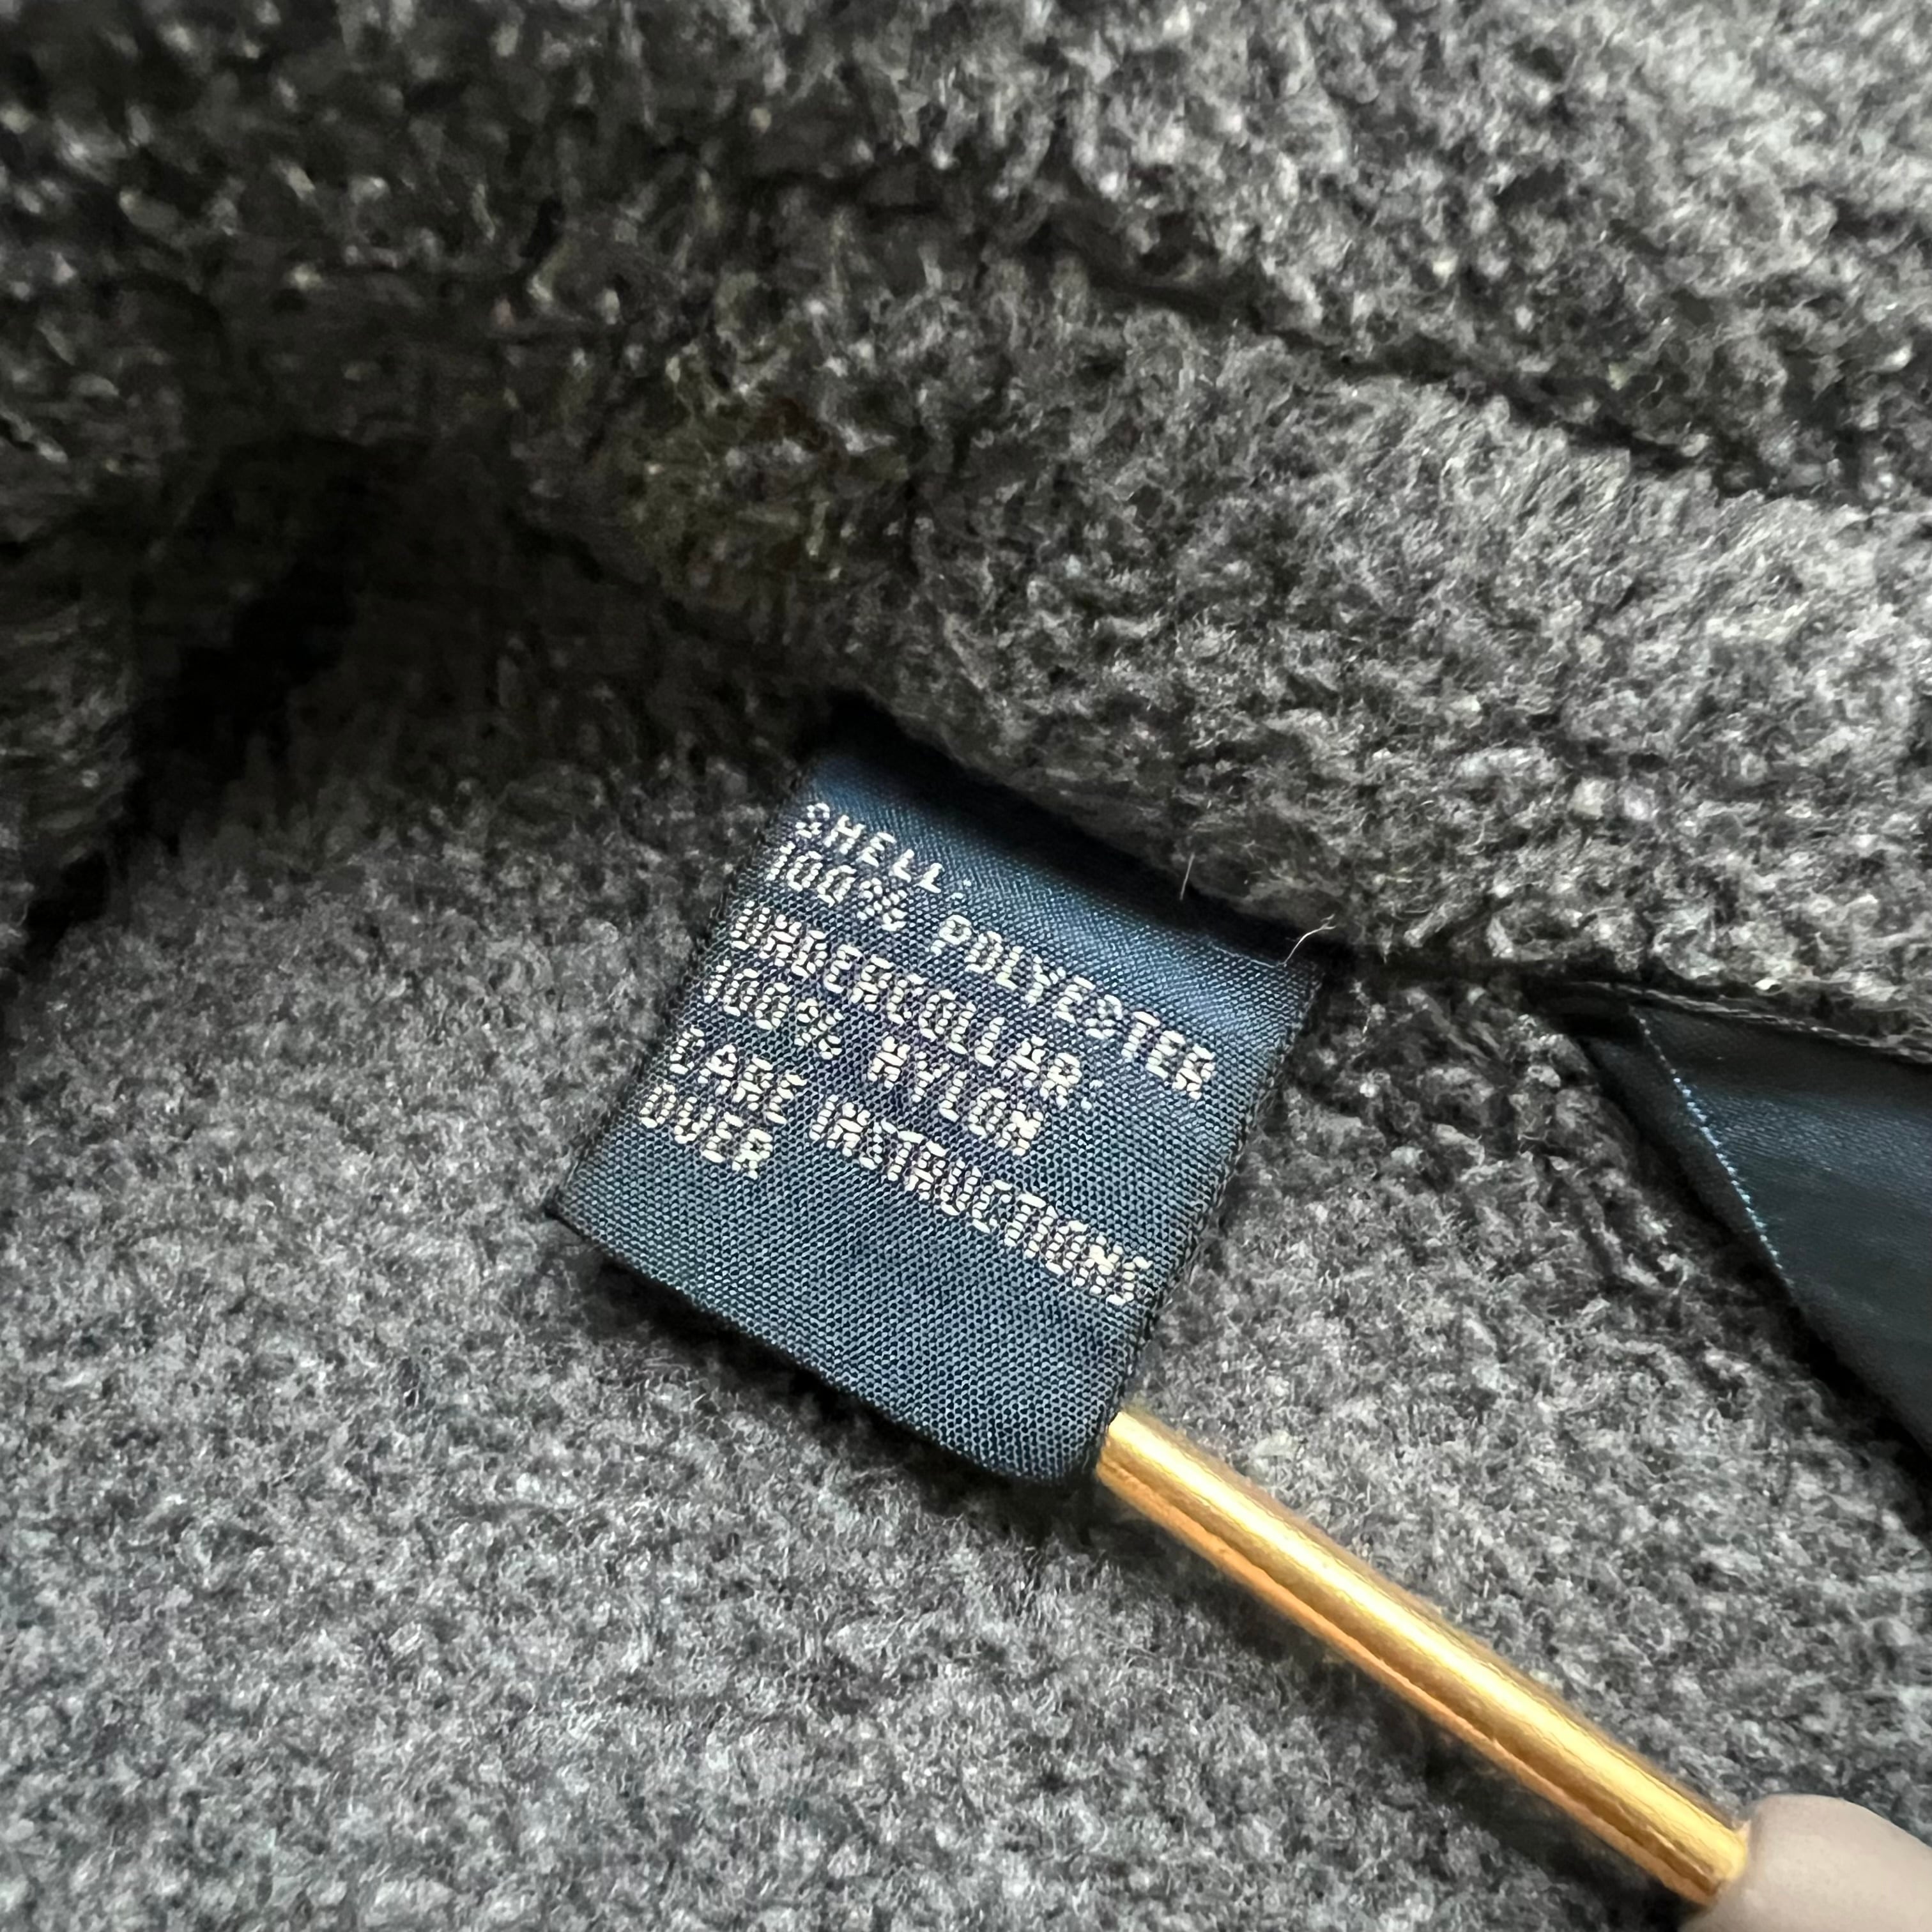 SHELL:
100% POLYESTER
UNDERCOLLAR:
100% NYLON
CARE INSTRUCTIONS
OVER